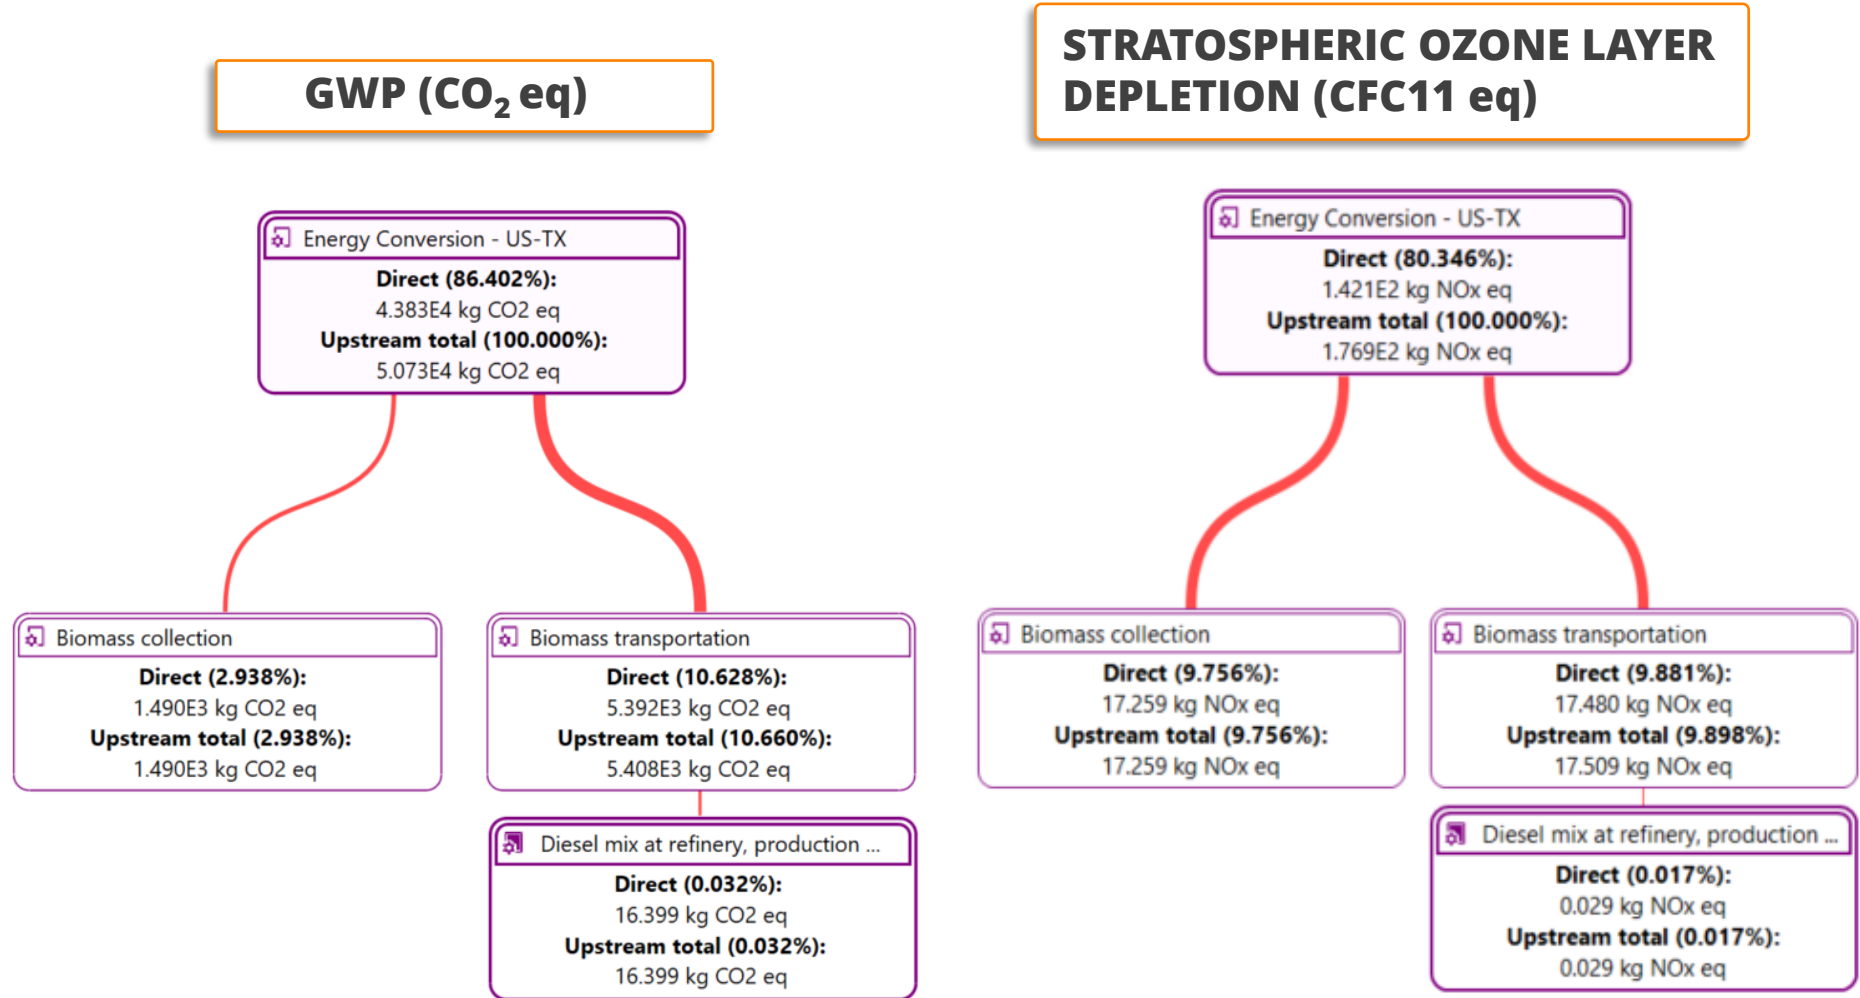 GWP (CO₂ eq)
Energy Conversion - US-TX
Direct (86.402%):
4.383E4 kg CO2 eq
Upstream total (100.000%):
5.073E4 kg CO2 eq
Biomass collection
Direct (2.938%):
1.490E3 kg CO2 eq
Upstream total (2.938%):
1.490E3 kg CO2 eq
Biomass transportation
Direct (10.628%):
5.392E3 kg CO2 eq
Upstream total (10.660%):
5.408E3 kg CO2 eq
Diesel mix at refinery, production ...
Direct (0.032%):
16.399 kg CO2 eq
Upstream total (0.032%):
16.399 kg CO2 eq
STRATOSPHERIC OZONE LAYER
DEPLETION (CFC11 eq)
Energy Conversion - US-TX
Direct (80.346%):
1.421E2 kg NOx eq
Upstream total (100.000%):
1.769E2 kg NOx eq
Biomass collection
Direct (9.756%):
17.259 kg NOx eq
Upstream total (9.756%):
17.259 kg NOx eq
Biomass transportation
Direct (9.881%):
17.480 kg NOx eq
Upstream total (9.898%):
17.509 kg NOx eq
Diesel mix at refinery, production ...
Direct (0.017%):
0.029 kg NOx eq
Upstream total (0.017%):
0.029 kg NOx eq